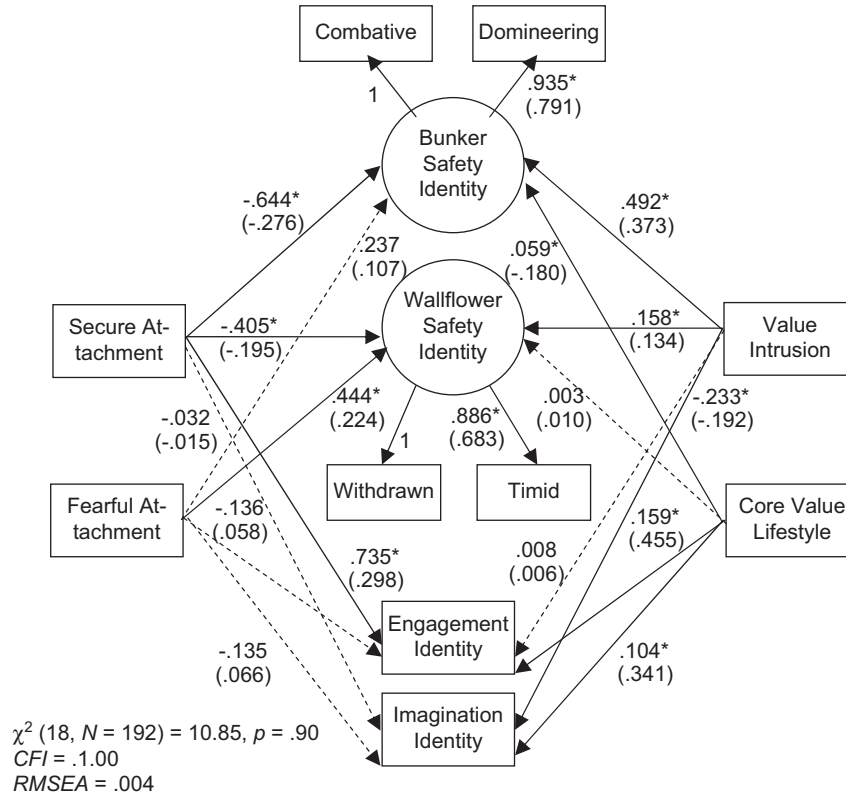 Combative
Domineering
1
.935*
(.791)
Bunker
Safety
Identity
-.644*
(-.276)
.492*
(.373)
.237
(.107)
.059*
(-.180)
Wallflower
Safety
Identity
Secure At-
tachment
-.405*
(-.195)
.158*
(.134)
Value
Intrusion
-.032
(-.015)
.444*
(.224)
.886*
(.683)
.003
(.010)
-.233*
(-.192)
1
Withdrawn
Timid
Fearful At-
tachment
-.136
(.058)
.159*
(.455)
Core Value
Lifestyle
.735*
(.298)
.008
(.006)
Engagement
Identity
-.135
(.066)
.104*
(.341)
Imagination
Identity
χ² (18, N = 192) = 10.85, p = .90
CFI = .1.00
RMSEA = .004